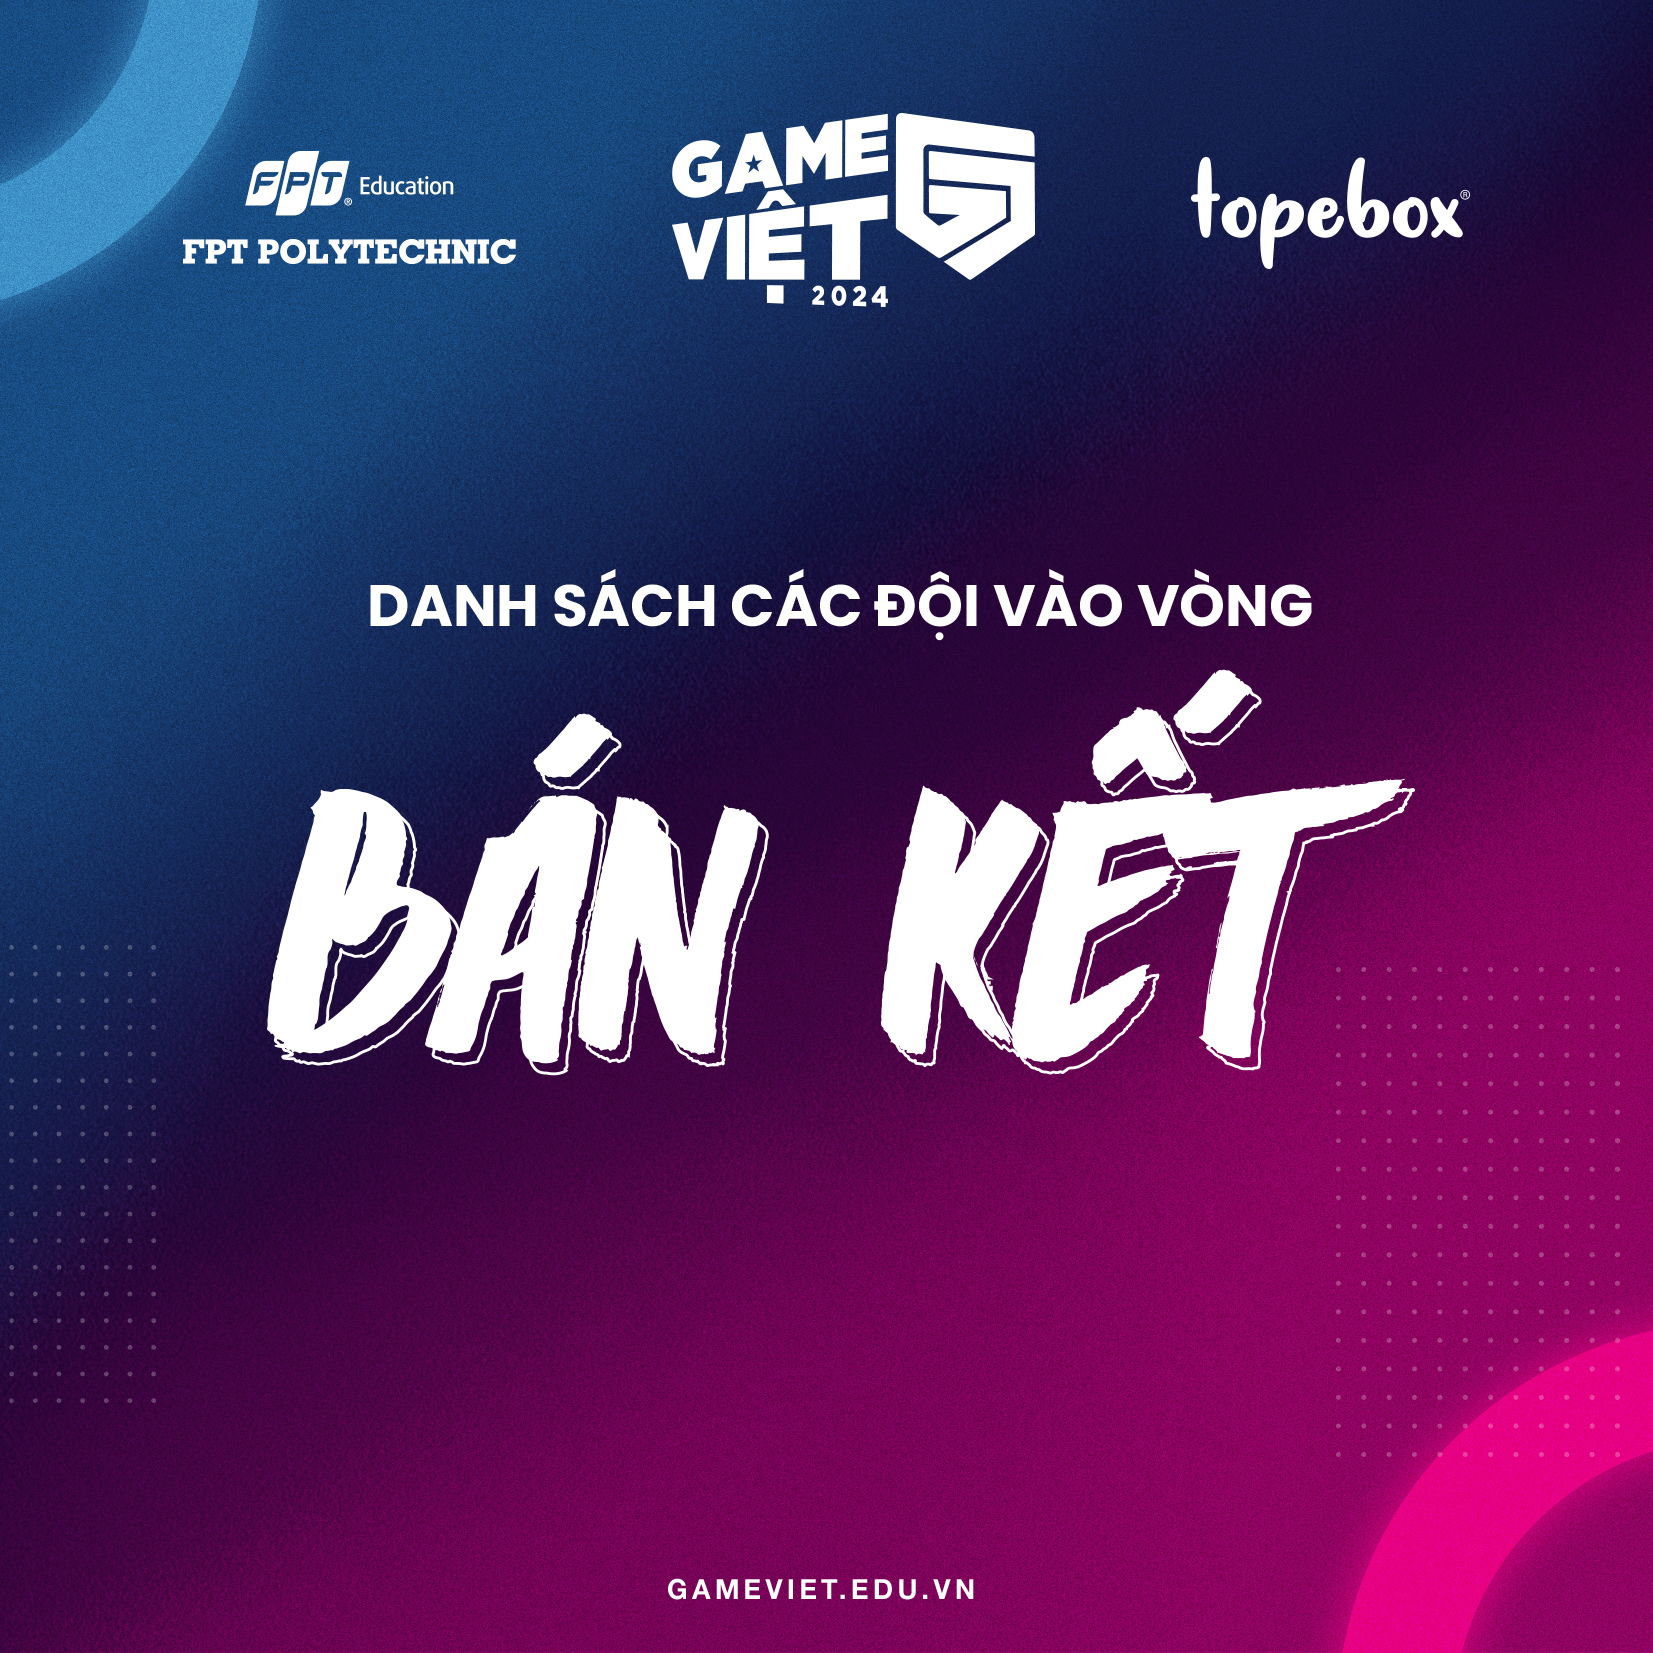 FPT Education
FPT POLYTECHNIC
GAME
VIỆT
2024
topebox
DANH SÁCH CÁC ĐỘI VÀO VÒNG
BÁN KẾT
GAMEVIET.EDU.VN